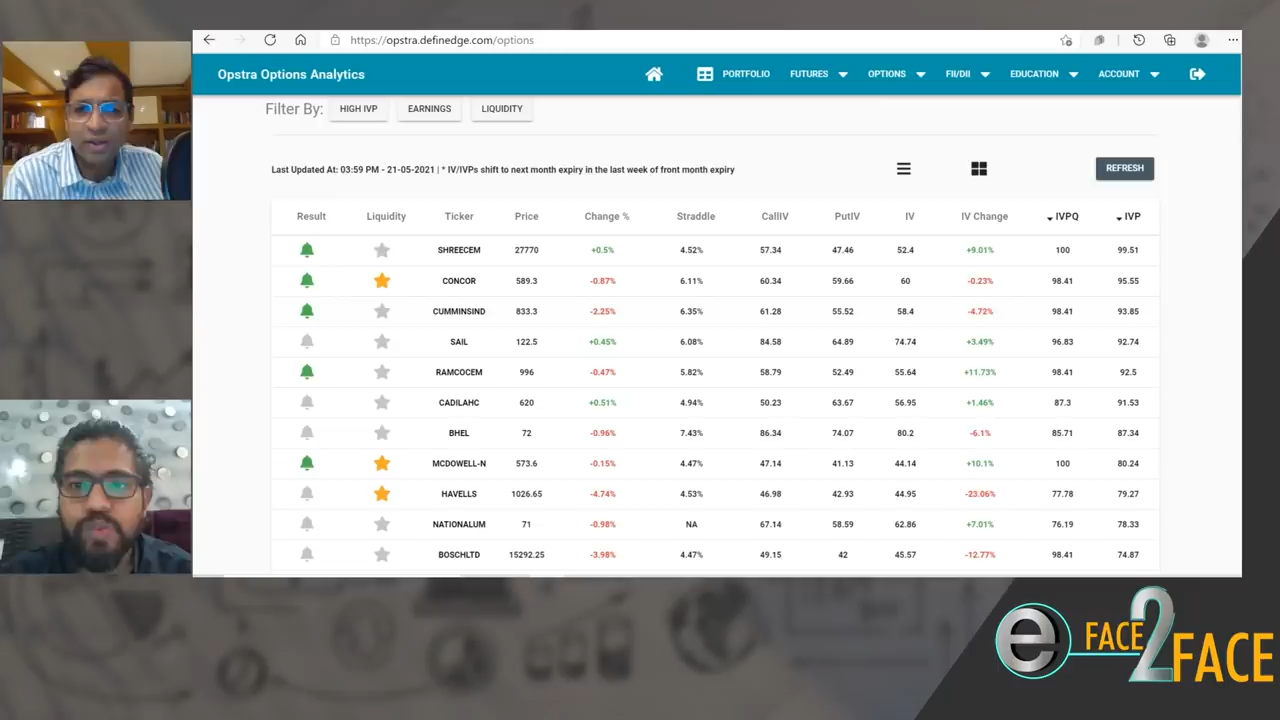 https://opstra.definedge.com/options
Opstra Options Analytics
PORTFOLIO FUTURES OPTIONS FII/DII EDUCATION ACCOUNT
Filter By: HIGH IVP EARNINGS LIQUIDITY
Last Updated At: 03:59 PM - 21-05-2021 | * IV/IVPs shift to next month expiry in the last week of front month expiry REFRESH
Result Liquidity Ticker Price Change % Straddle CallIV PutIV IV IV Change IVPQ IVP
SHREECEM 27770 +0.5% 4.52% 57.34 47.46 52.4 +9.01% 100 99.51
CONCOR 589.3 -0.87% 6.11% 60.34 59.66 60 -0.23% 98.41 95.55
CUMMINSIND 833.3 -2.25% 6.35% 61.28 55.52 58.4 -4.72% 98.41 93.85
SAIL 122.5 +0.45% 6.08% 84.58 64.89 74.74 +3.49% 96.83 92.74
RAMCOCEM 996 -0.47% 5.82% 58.79 52.49 55.64 +11.73% 98.41 92.5
CADILAHC 620 +0.51% 4.94% 50.23 63.67 56.95 +1.46% 87.3 91.53
BHEL 72 -0.96% 7.43% 86.34 74.07 80.2 -6.1% 85.71 87.34
MCDOWELL-N 573.6 -0.15% 4.47% 47.14 41.13 44.14 +10.1% 100 80.24
HAVELLS 1026.65 -4.74% 4.53% 46.98 42.93 44.95 -23.06% 77.78 79.27
NATIONALUM 71 -0.98% NA 67.14 58.59 62.86 +7.01% 76.19 78.33
BOSCHLTD 15292.25 -3.98% 4.47% 49.15 42 45.57 -12.77% 98.41 74.87
e FACE 2 FACE